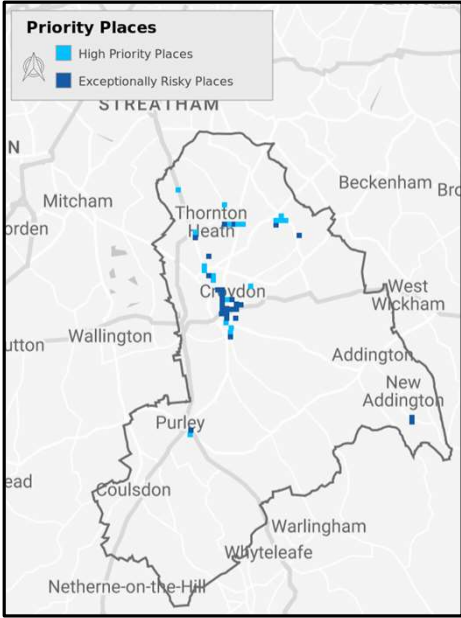 Priority Places
High Priority Places
Exceptionally Risky Places
STREATHAM
N
Mitcham
Beckenham
Bro
orden
Thornton
Heath
Croydon
West
Wickham
Wallington
utton
Addington
New
Addington
Purley
ead
Coulsdon
Warlingham
Whyteleafe
Netherne-on-the-Hill